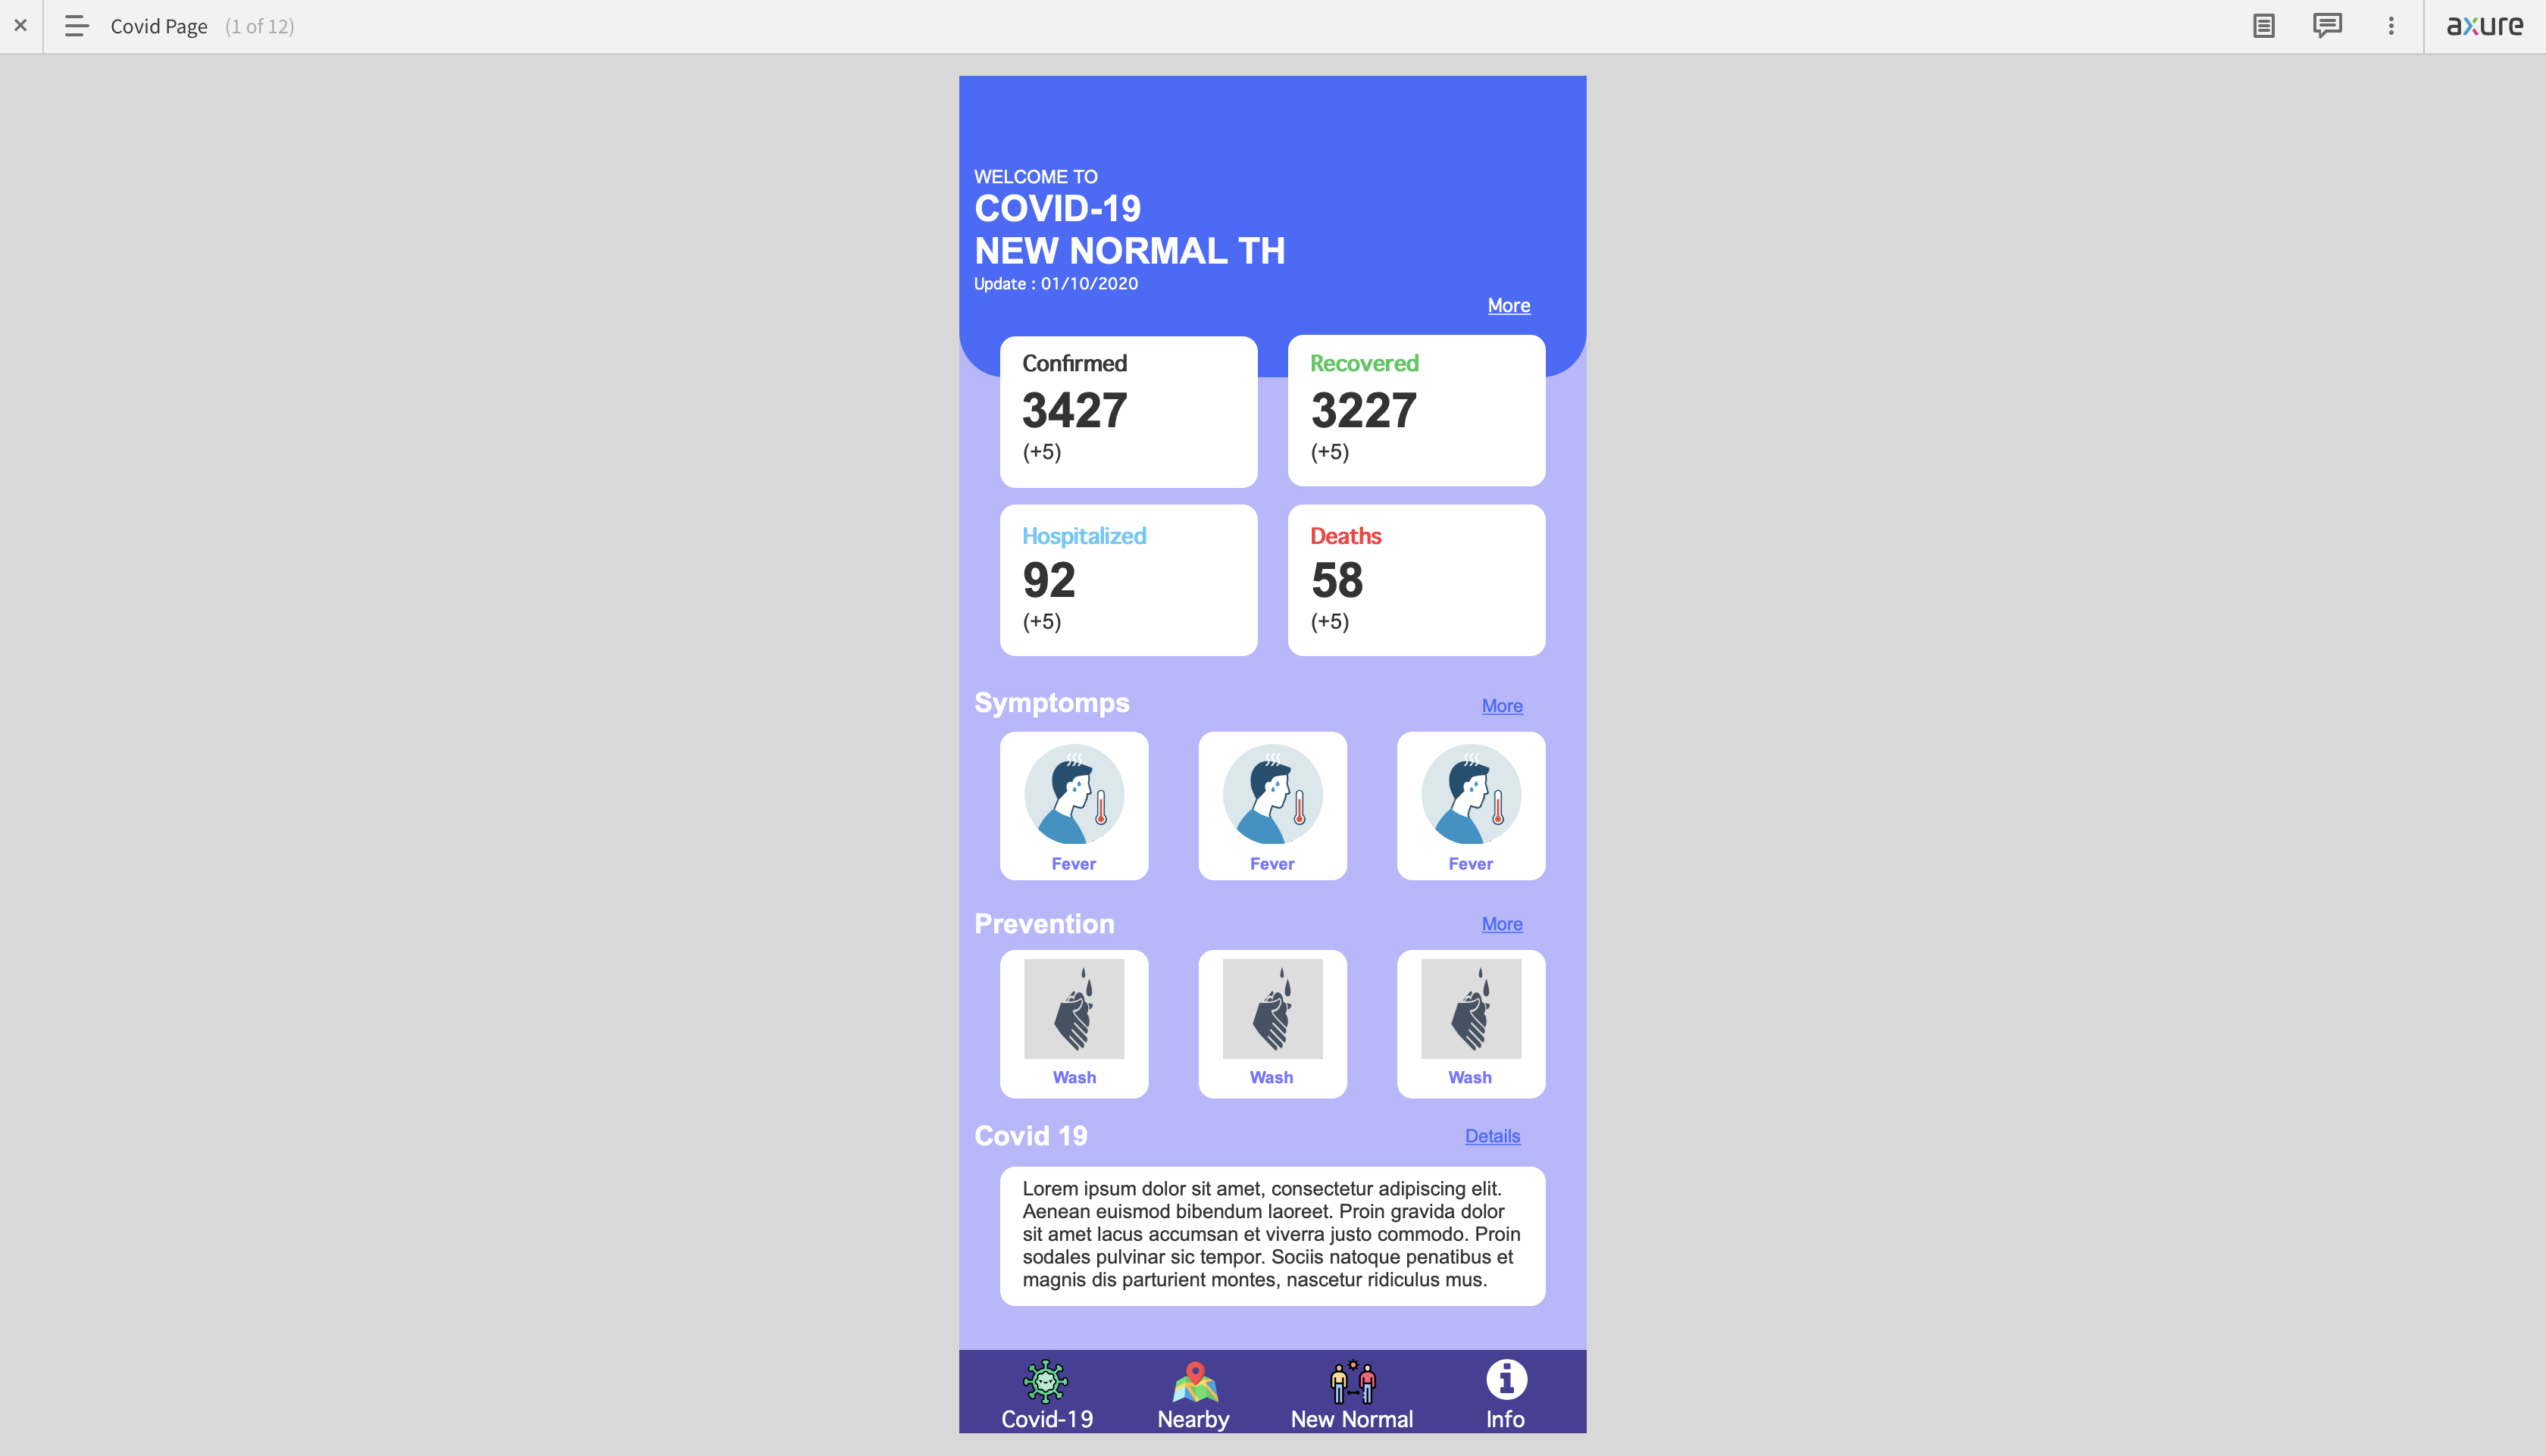 Covid Page (1 of 12)
axure
WELCOME TO
COVID-19
NEW NORMAL TH
Update : 01/10/2020
More
Confirmed
3427
(+5)
Recovered
3227
(+5)
Hospitalized
92
(+5)
Deaths
58
(+5)
Symptomps
More
Fever
Fever
Fever
Prevention
More
Wash
Wash
Wash
Covid 19
Details
Lorem ipsum dolor sit amet, consectetur adipiscing elit.
Aenean euismod bibendum laoreet. Proin gravida dolor
sit amet lacus accumsan et viverra justo commodo. Proin
sodales pulvinar sic tempor. Sociis natoque penatibus et
magnis dis parturient montes, nascetur ridiculus mus.
Covid-19
Nearby
New Normal
Info